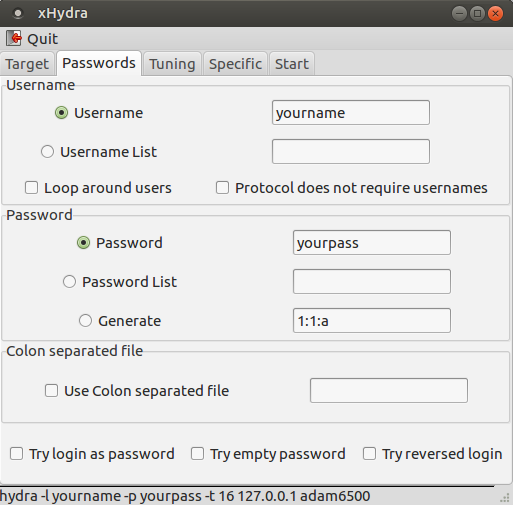 xHydra
Quit
Target Passwords Tuning Specific Start
Username
Username yourname
Username List
Loop around users Protocol does not require usernames
Password
Password yourpass
Password List
Generate 1:1:a
Colon separated file
Use Colon separated file
Try login as password Try empty password Try reversed login
hydra -l yourname -p yourpass -t 16 127.0.0.1 adam6500